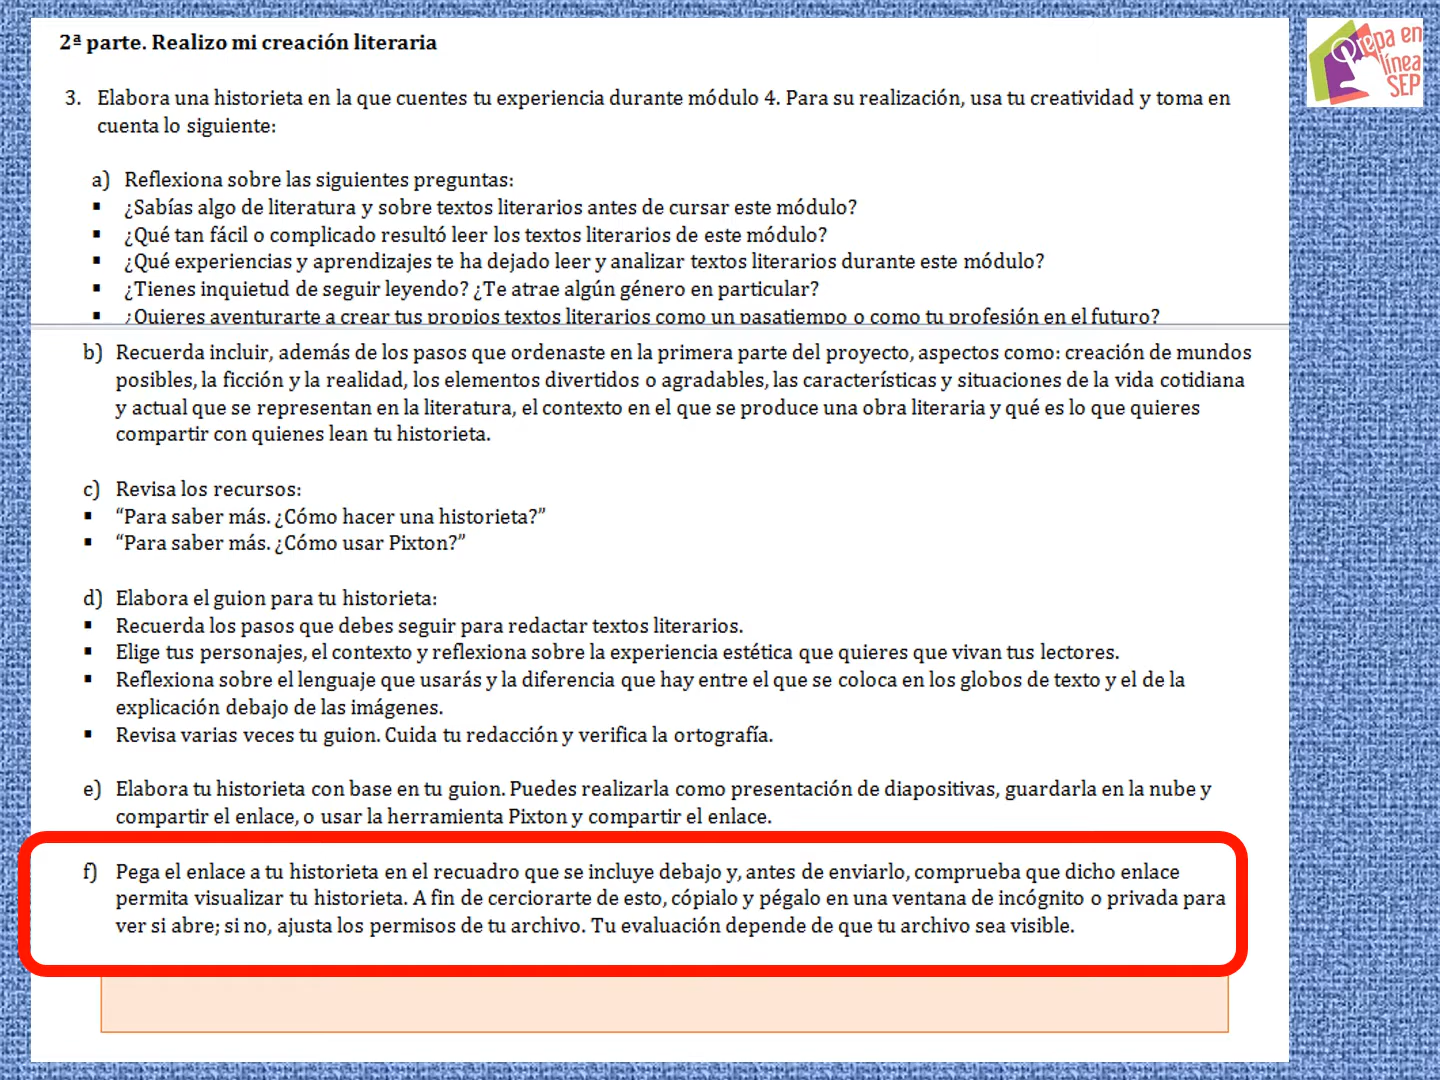 2ª parte. Realizo mi creación literaria
3. Elabora una historieta en la que cuentes tu experiencia durante módulo 4. Para su realización, usa tu creatividad y toma en
cuenta lo siguiente:
a) Reflexiona sobre las siguientes preguntas:
▪ ¿Sabías algo de literatura y sobre textos literarios antes de cursar este módulo?
▪ ¿Qué tan fácil o complicado resultó leer los textos literarios de este módulo?
▪ ¿Qué experiencias y aprendizajes te ha dejado leer y analizar textos literarios durante este módulo?
▪ ¿Tienes inquietud de seguir leyendo? ¿Te atrae algún género en particular?
▪ ¿Quieres aventurarte a crear tus propios textos literarios como un pasatiempo o como tu profesión en el futuro?
b) Recuerda incluir, además de los pasos que ordenaste en la primera parte del proyecto, aspectos como: creación de mundos
posibles, la ficción y la realidad, los elementos divertidos o agradables, las características y situaciones de la vida cotidiana
y actual que se representan en la literatura, el contexto en el que se produce una obra literaria y qué es lo que quieres
compartir con quienes lean tu historieta.
c) Revisa los recursos:
▪ “Para saber más. ¿Cómo hacer una historieta?”
▪ “Para saber más. ¿Cómo usar Pixton?”
d) Elabora el guion para tu historieta:
▪ Recuerda los pasos que debes seguir para redactar textos literarios.
▪ Elige tus personajes, el contexto y reflexiona sobre la experiencia estética que quieres que vivan tus lectores.
▪ Reflexiona sobre el lenguaje que usarás y la diferencia que hay entre el que se coloca en los globos de texto y el de la
explicación debajo de las imágenes.
▪ Revisa varias veces tu guion. Cuida tu redacción y verifica la ortografía.
e) Elabora tu historieta con base en tu guion. Puedes realizarla como presentación de diapositivas, guardarla en la nube y
compartir el enlace, o usar la herramienta Pixton y compartir el enlace.
f) Pega el enlace a tu historieta en el recuadro que se incluye debajo y, antes de enviarlo, comprueba que dicho enlace
permita visualizar tu historieta. A fin de cerciorarte de esto, cópialo y pégalo en una ventana de incógnito o privada para
ver si abre; si no, ajusta los permisos de tu archivo. Tu evaluación depende de que tu archivo sea visible.
Prepa en
línea
SEP